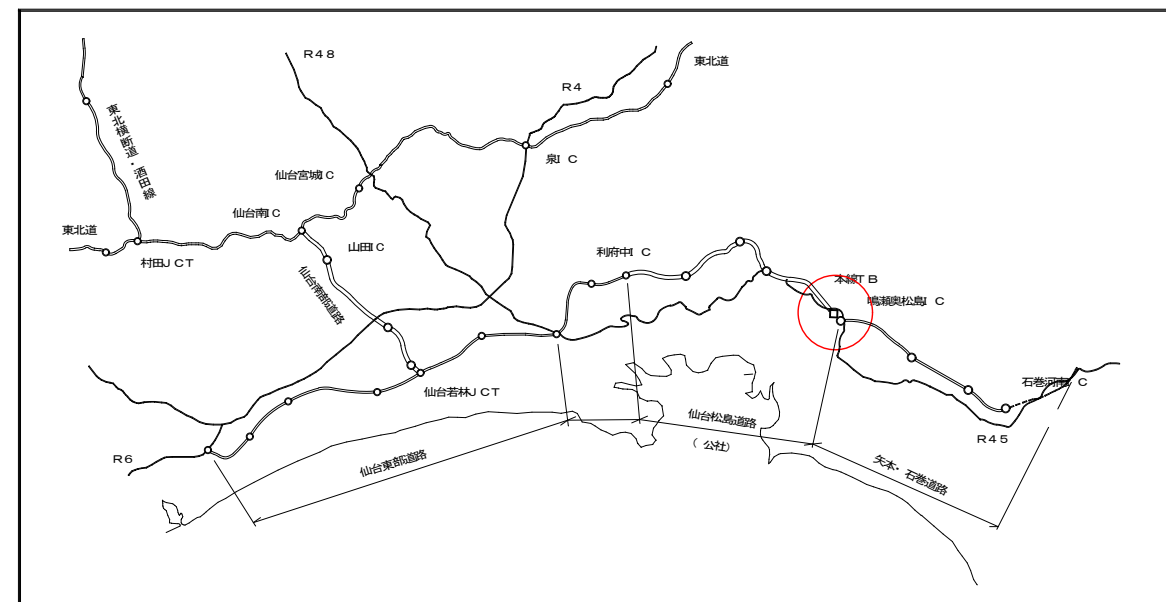 R48
東北道
R4
東北横断道・酒田線
泉IC
仙台宮城IC
仙台南IC
東北道
山田IC
利府中IC
村田JCT
仙台南部道路
本線TB
鳴瀬奥松島IC
石巻河南IC
仙台若林JCT
仙台松島道路
(公社)
R45
R6
仙台東部道路
矢本・石巻道路